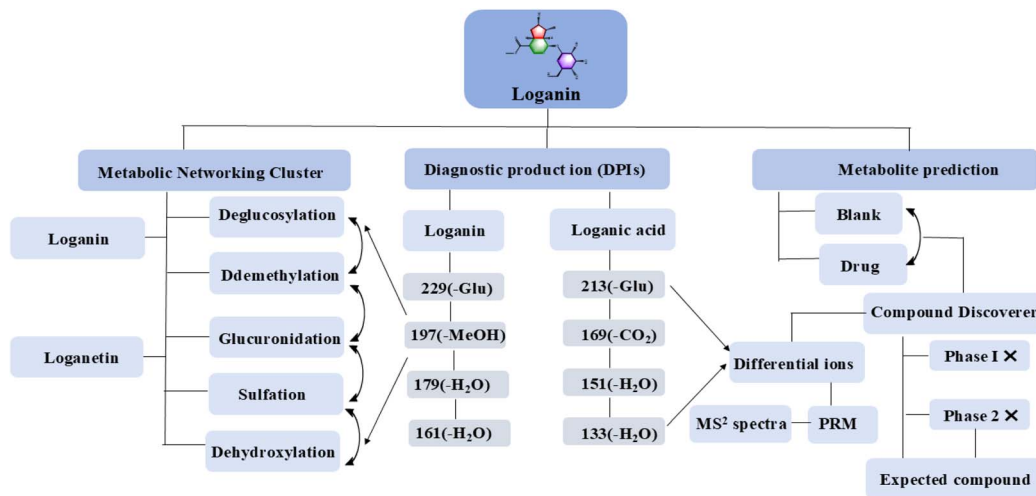 Loganin
Metabolic Networking Cluster
Diagnostic product ion (DPIs)
Metabolite prediction
Loganin
Loganetin
Deglucosylation
Ddemethylation
Glucuronidation
Sulfation
Dehydroxylation
Loganin
229(-Glu)
197(-MeOH)
179(-H₂O)
161(-H₂O)
Loganic acid
213(-Glu)
169(-CO₂)
151(-H₂O)
133(-H₂O)
Blank
Drug
Compound Discoverer
Differential ions
MS² spectra
PRM
Phase I ✕
Phase 2 ✕
Expected compound